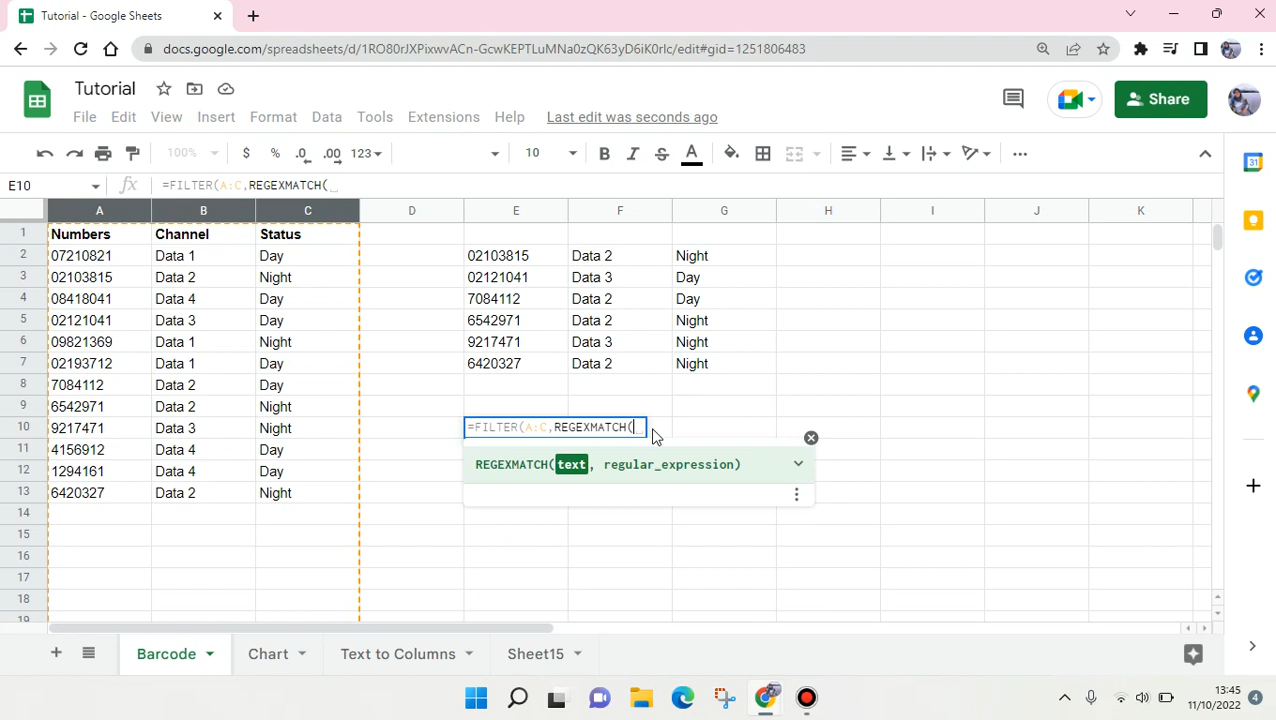 Tutorial - Google Sheets
docs.google.com/spreadsheets/d/1RO80rJXPixwvACn-GcwKEPTLuMNa0zQK63yD6iK0rIc/edit#gid=1251806483
Tutorial
File Edit View Insert Format Data Tools Extensions Help Last edit was seconds ago
Share
100% $ % .0 .00 123 10 B I S A
E10 fx =FILTER(A:C,REGEXMATCH(
A B C D E F G H I J K
1 Numbers Channel Status
2 07210821 Data 1 Day 02103815 Data 2 Night
3 02103815 Data 2 Night 02121041 Data 3 Day
4 08418041 Data 4 Day 7084112 Data 2 Day
5 02121041 Data 3 Day 6542971 Data 2 Night
6 09821369 Data 1 Night 9217471 Data 3 Night
7 02193712 Data 1 Day 6420327 Data 2 Night
8 7084112 Data 2 Day
9 6542971 Data 2 Night
10 9217471 Data 3 Night =FILTER(A:C,REGEXMATCH(
11 4156912 Data 4 Day REGEXMATCH(text, regular_expression)
12 1294161 Data 4 Day
13 6420327 Data 2 Night
14
15
16
17
18
19
Barcode Chart Text to Columns Sheet15
31
13:45
11/10/2022 4